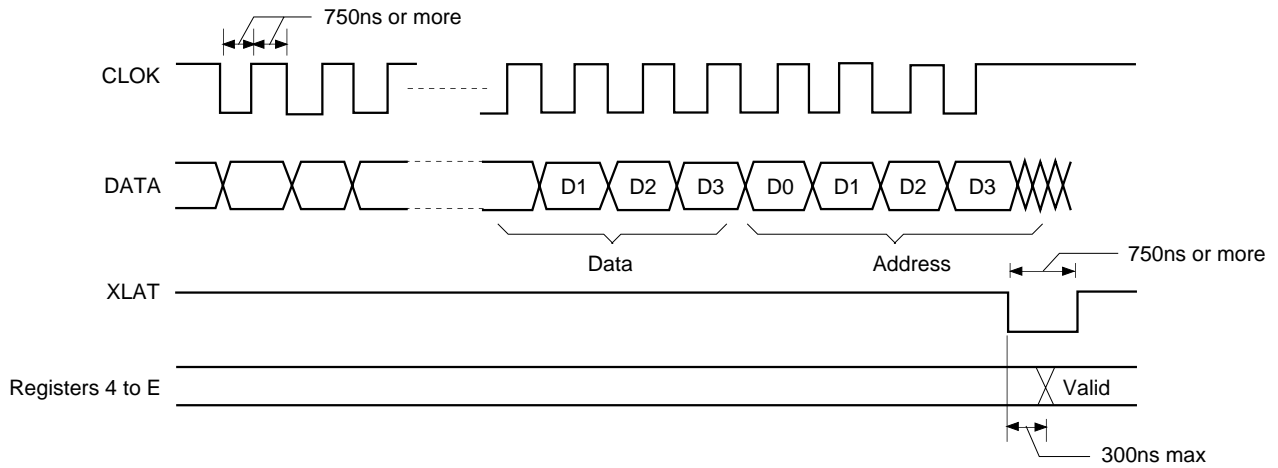 750ns or more
CLOK
DATA
D1 D2 D3 D0 D1 D2 D3
Data Address
750ns or more
XLAT
Registers 4 to E
Valid
300ns max